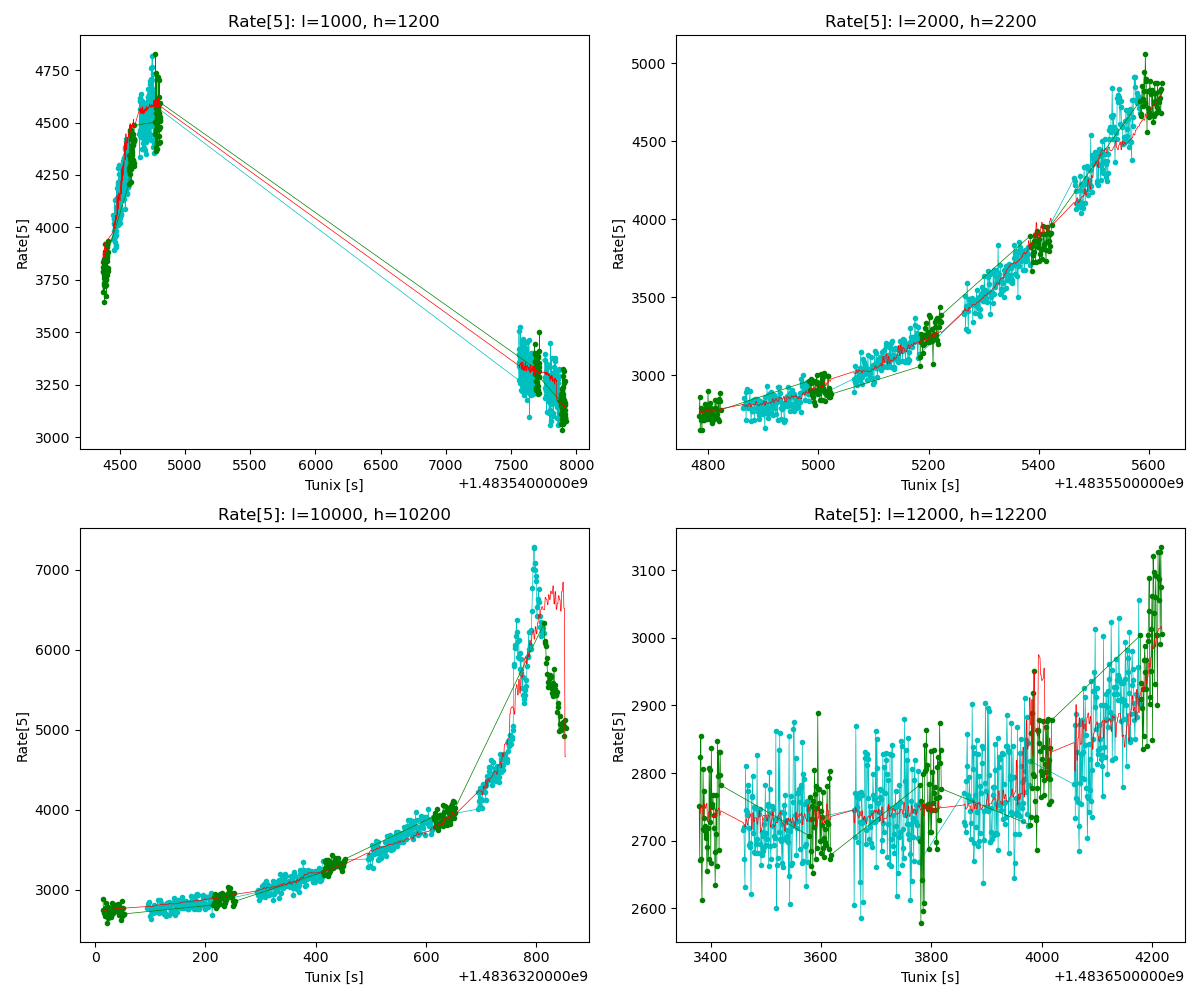 Rate[5]: l=1000, h=1200
Rate[5]
4750
4500
4250
4000
3750
3500
3250
3000
4500 5000 5500 6000 6500 7000 7500 8000
Tunix [s]
+1.4835400000e9
Rate[5]: l=2000, h=2200
Rate[5]
5000
4500
4000
3500
3000
4800 5000 5200 5400 5600
Tunix [s]
+1.4835500000e9
Rate[5]: l=10000, h=10200
Rate[5]
7000
6000
5000
4000
3000
0 200 400 600 800
Tunix [s]
+1.4836320000e9
Rate[5]: l=12000, h=12200
Rate[5]
3100
3000
2900
2800
2700
2600
3400 3600 3800 4000 4200
Tunix [s]
+1.4836500000e9